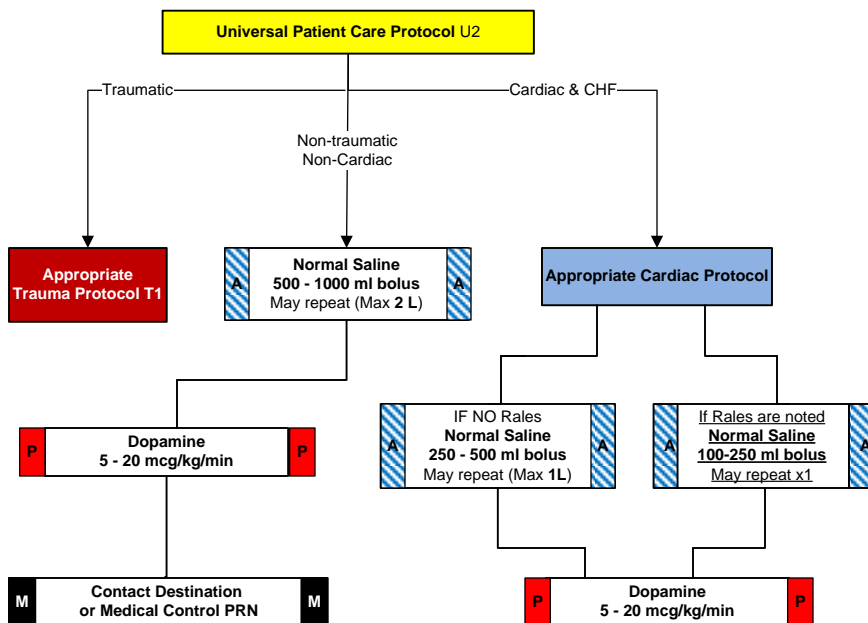 Universal Patient Care Protocol U2
Traumatic
Cardiac & CHF
Non-traumatic
Non-Cardiac
Appropriate
Trauma Protocol T1
A
Normal Saline
500 - 1000 ml bolus
May repeat (Max 2 L)
A
Appropriate Cardiac Protocol
P
Dopamine
5 - 20 mcg/kg/min
P
A
IF NO Rales
Normal Saline
250 - 500 ml bolus
May repeat (Max 1L)
A
A
If Rales are noted
Normal Saline
100-250 ml bolus
May repeat x1
A
M
Contact Destination
or Medical Control PRN
M
P
Dopamine
5 - 20 mcg/kg/min
P